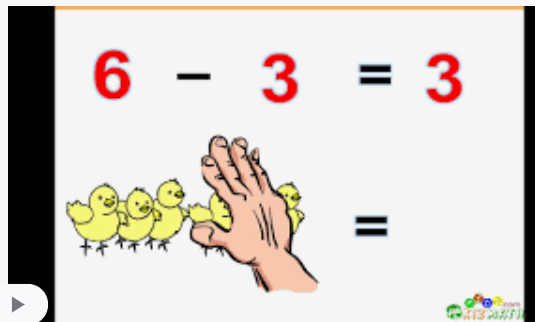 6 – 3 = 3
=